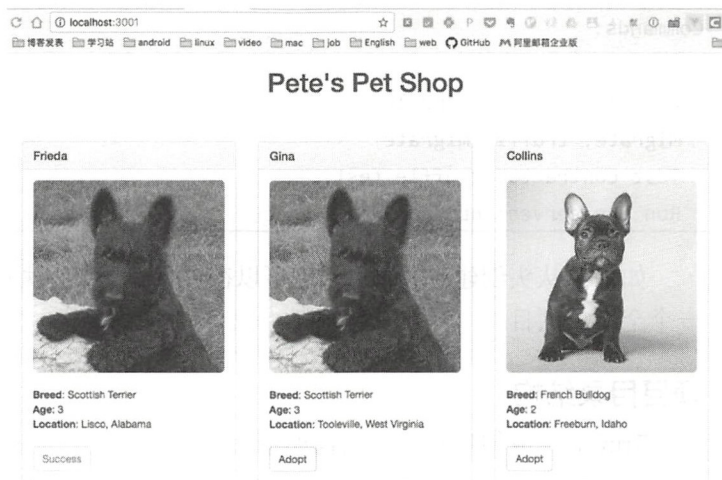 localhost:3001
博客发表 学习站 android linux video mac job English web GitHub 阿里邮箱企业版
Pete's Pet Shop
Frieda
Gina
Collins
Breed: Scottish Terrier
Age: 3
Location: Lisco, Alabama
Success
Breed: Scottish Terrier
Age: 3
Location: Tooleville, West Virginia
Adopt
Breed: French Bulldog
Age: 2
Location: Freeburn, Idaho
Adopt